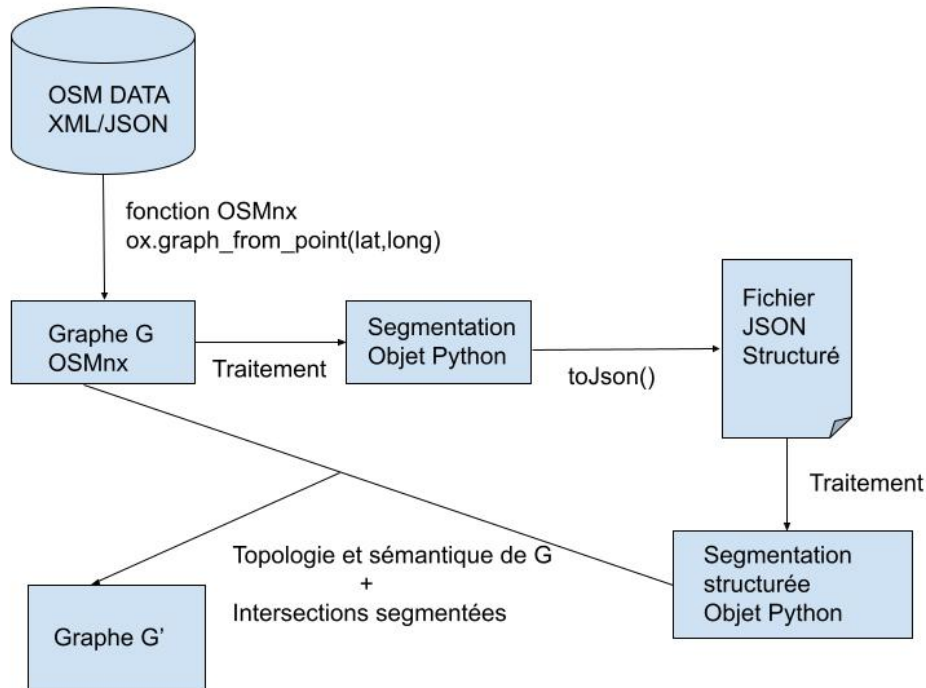 OSM DATA
XML/JSON
fonction OSMnx
ox.graph_from_point(lat,long)
Graphe G
OSMnx
Traitement
Segmentation
Objet Python
toJson()
Fichier
JSON
Structuré
Traitement
Segmentation
structurée
Objet Python
Topologie et sémantique de G
+
Intersections segmentées
Graphe G’